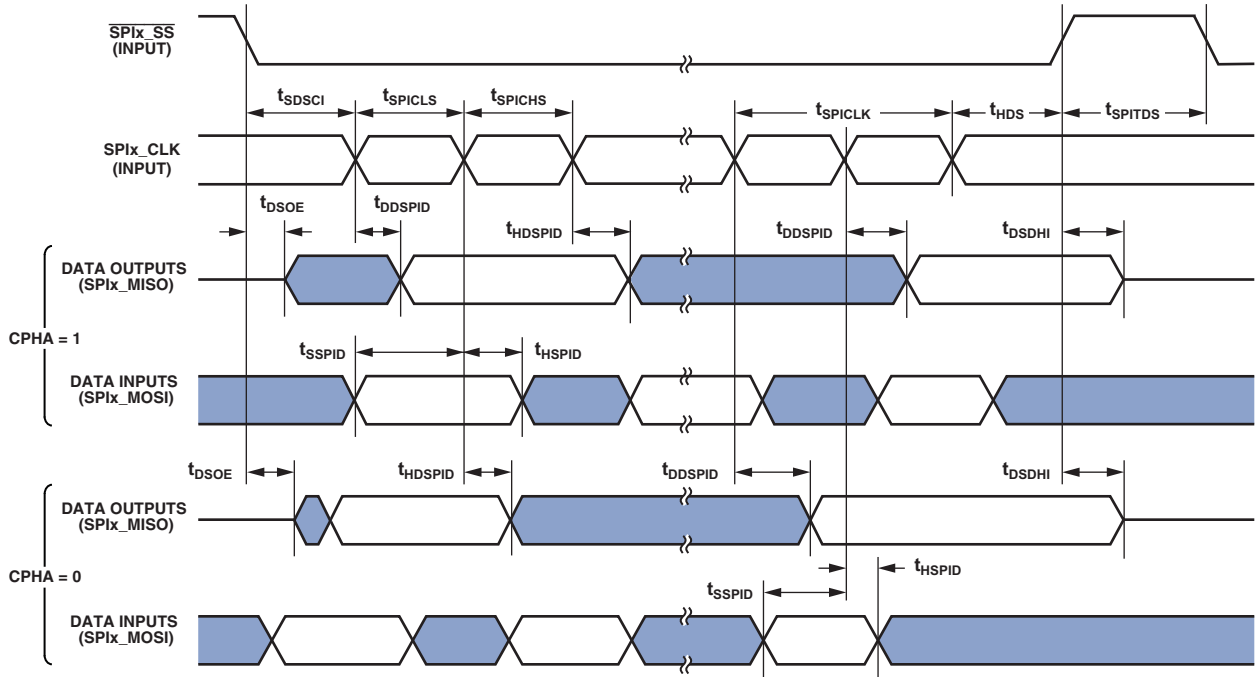 SPIx_SS
(INPUT)
tSDSCI tSPICLS tSPICHS tSPICLK tHDS tSPITDS
SPIx_CLK
(INPUT)
tDSOE tDDSPID tHDSPID tDDSPID tDSDHI
DATA OUTPUTS
(SPIx_MISO)
CPHA = 1
tSSPID tHSPID
DATA INPUTS
(SPIx_MOSI)
tDSOE tHDSPID tDDSPID tDSDHI
DATA OUTPUTS
(SPIx_MISO)
CPHA = 0
tHSPID
tSSPID
DATA INPUTS
(SPIx_MOSI)